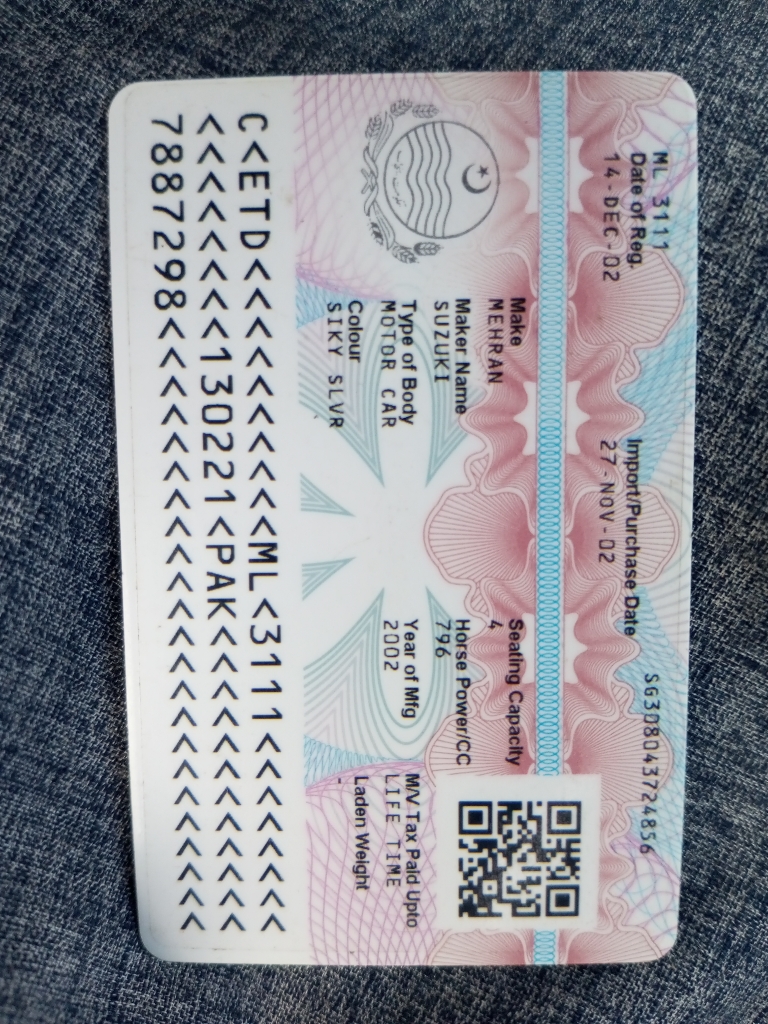 ML 3111
SG3D8043724856
Date of Reg.
Import/Purchase Date
14-DEC-02
27-NOV-02
Make
Seating Capacity
MEHRAN
4
Maker Name
Horse Power/CC
SUZUKI
796
Type of Body
Year of Mfg
M/V Tax Paid Upto
MOTOR CAR
2002
LIFE TIME
Colour
Laden Weight
SIKY SLVR
-
C<ETD<<<<<<<<<<ML<3111<<<<<<<<
<<<<<<<<130221<PAK<<<<<<<<<<<<
7887298<<<<<<<<<<<<<<<<<<<<<<<